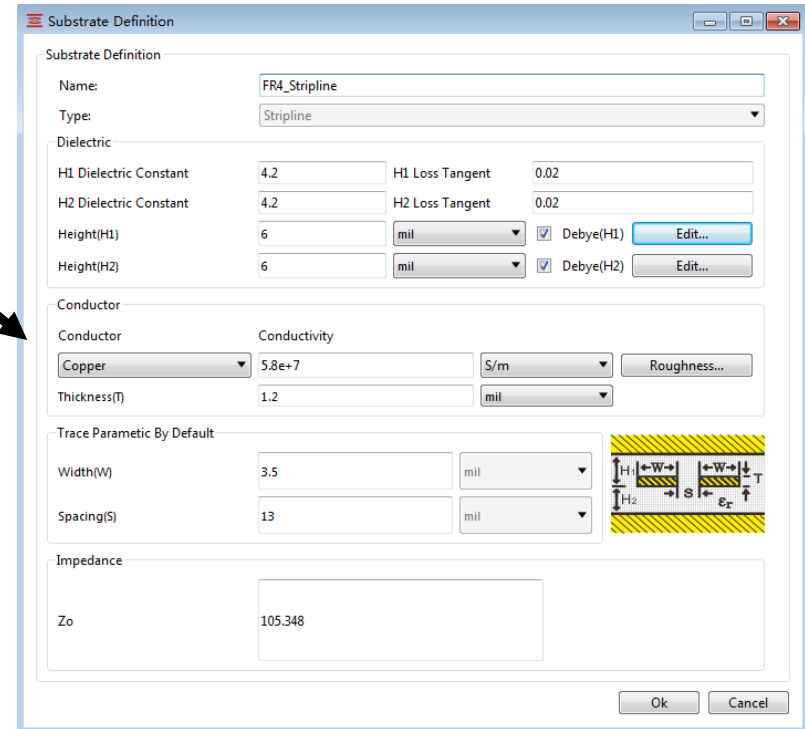 Substrate Definition
Substrate Definition
Name: FR4_Stripline
Type: Stripline
Dielectric
H1 Dielectric Constant 4.2 H1 Loss Tangent 0.02
H2 Dielectric Constant 4.2 H2 Loss Tangent 0.02
Height(H1) 6 mil Debye(H1) Edit...
Height(H2) 6 mil Debye(H2) Edit...
Conductor
Conductor Conductivity
Copper 5.8e+7 S/m Roughness...
Thickness(T) 1.2 mil
Trace Parametic By Default
Width(W) 3.5 mil
Spacing(S) 13 mil
H1 W W T
H2 S εr
Impedance
Zo 105.348
Ok Cancel